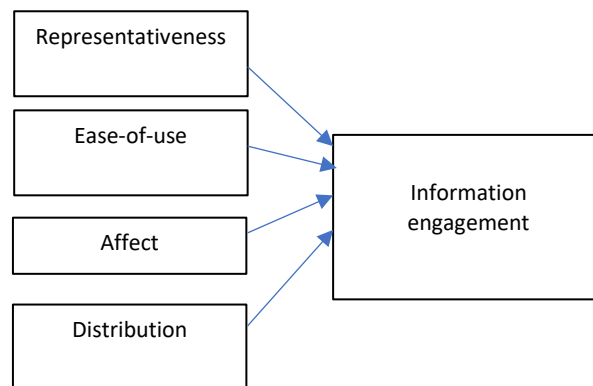 Representativeness
Ease-of-use
Affect
Distribution
Information
engagement